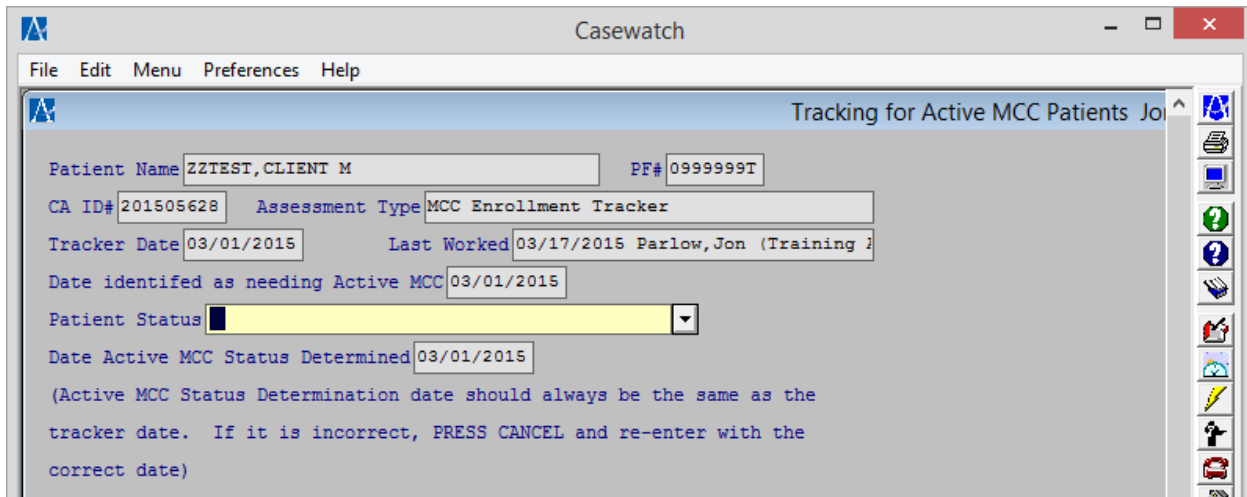 Casewatch
File Edit Menu Preferences Help
Tracking for Active MCC Patients
Patient Name ZZTEST,CLIENT M PF# 0999999T
CA ID# 201505628 Assessment Type MCC Enrollment Tracker
Tracker Date 03/01/2015 Last Worked 03/17/2015 Parlow,Jon (Training
Date identifed as needing Active MCC 03/01/2015
Patient Status
Date Active MCC Status Determined 03/01/2015
(Active MCC Status Determination date should always be the same as the
tracker date. If it is incorrect, PRESS CANCEL and re-enter with the
correct date)